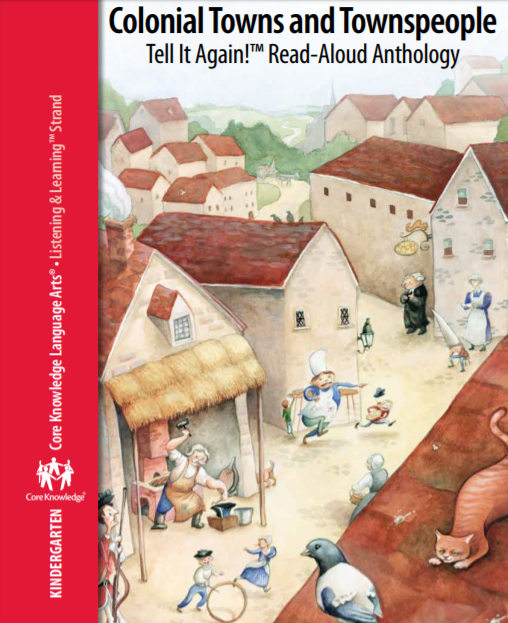 Colonial Towns and Townspeople
Tell It Again!™ Read-Aloud Anthology
Core Knowledge Language Arts® • Listening & Learning™ Strand
Core Knowledge®
KINDERGARTEN